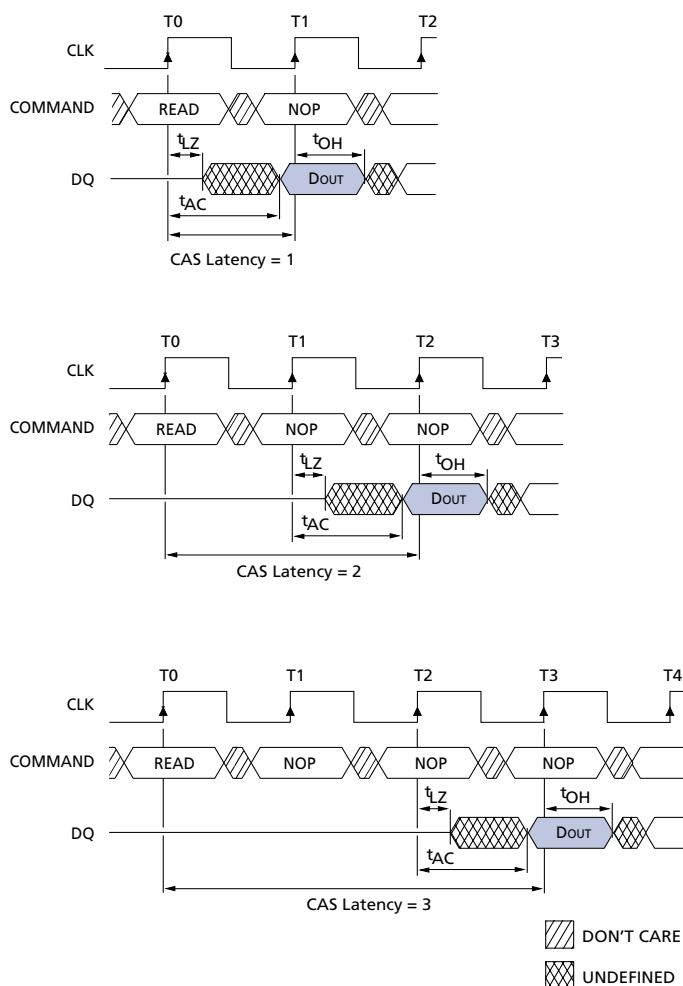 T0 T1 T2
CLK
COMMAND READ NOP
tLZ tOH
DQ DOUT
tAC
CAS Latency = 1
T0 T1 T2 T3
CLK
COMMAND READ NOP NOP
tLZ tOH
DQ DOUT
tAC
CAS Latency = 2
T0 T1 T2 T3 T4
CLK
COMMAND READ NOP NOP NOP
tLZ tOH
DQ DOUT
tAC
CAS Latency = 3
DON'T CARE
UNDEFINED